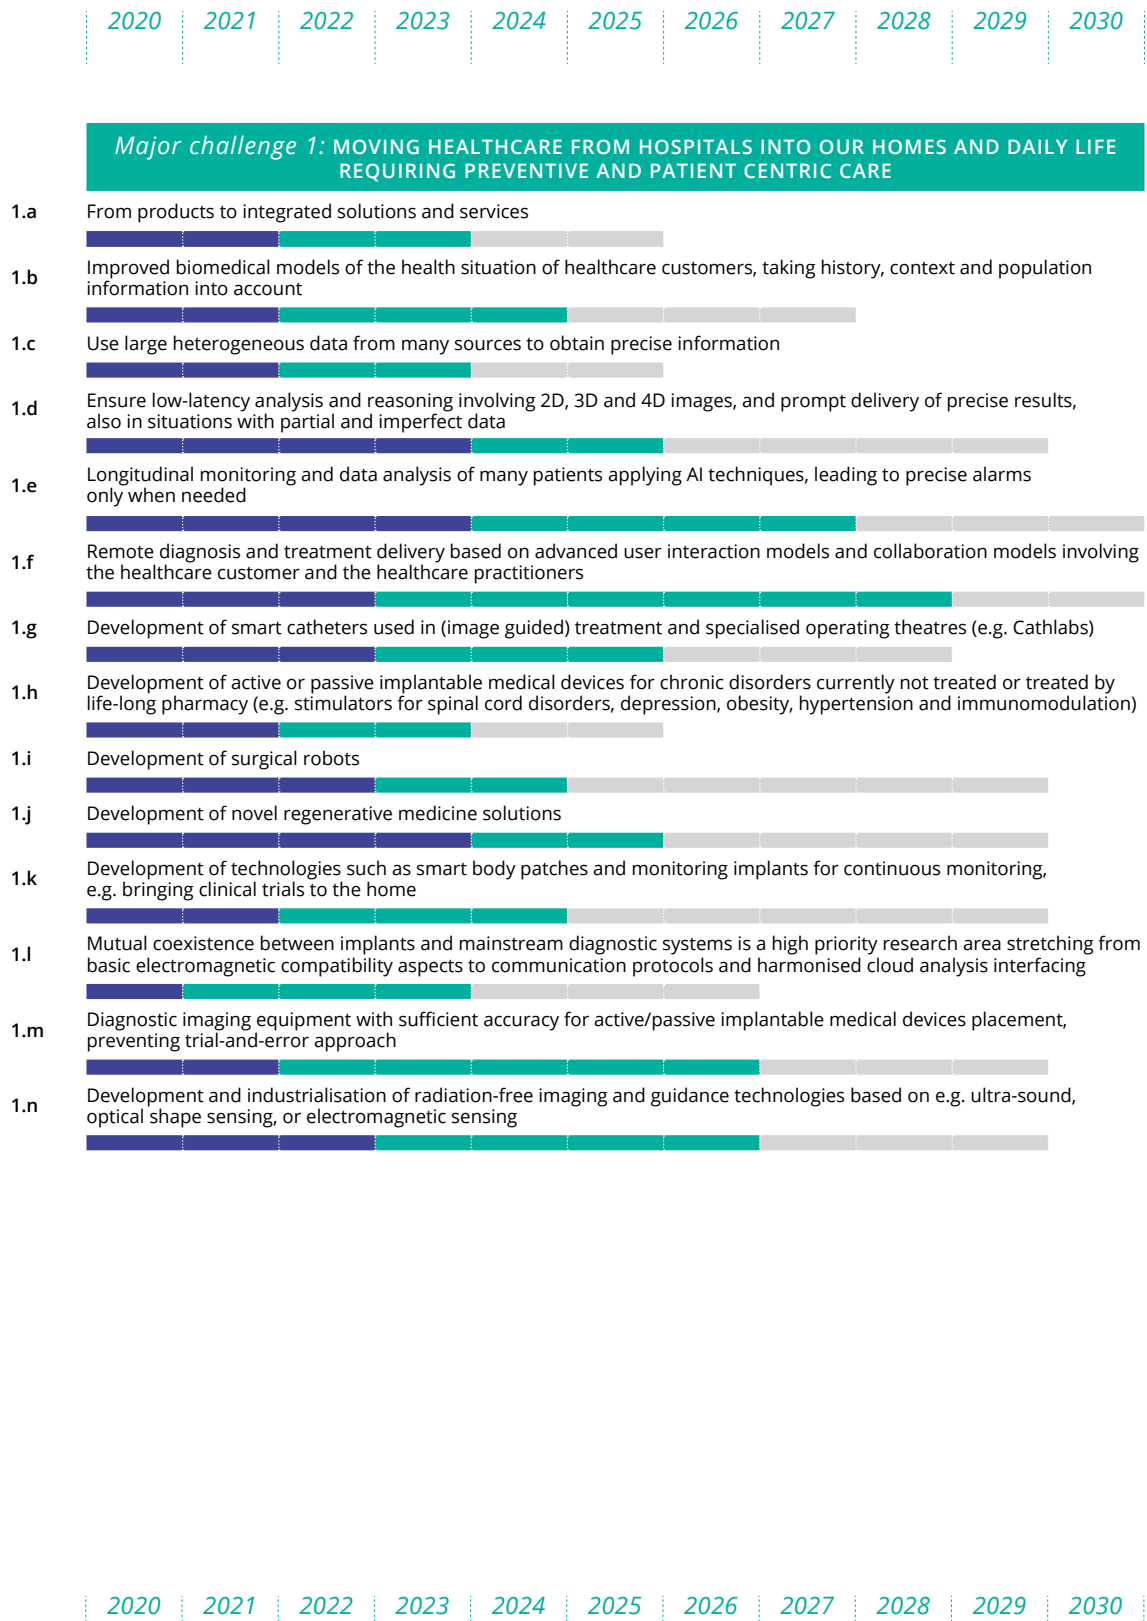 2020 2021 2022 2023 2024 2025 2026 2027 2028 2029 2030
Major challenge 1: MOVING HEALTHCARE FROM HOSPITALS INTO OUR HOMES AND DAILY LIFE
REQUIRING PREVENTIVE AND PATIENT CENTRIC CARE
1.a From products to integrated solutions and services
1.b Improved biomedical models of the health situation of healthcare customers, taking history, context and population
information into account
1.c Use large heterogeneous data from many sources to obtain precise information
1.d Ensure low-latency analysis and reasoning involving 2D, 3D and 4D images, and prompt delivery of precise results,
also in situations with partial and imperfect data
1.e Longitudinal monitoring and data analysis of many patients applying AI techniques, leading to precise alarms
only when needed
1.f Remote diagnosis and treatment delivery based on advanced user interaction models and collaboration models involving
the healthcare customer and the healthcare practitioners
1.g Development of smart catheters used in (image guided) treatment and specialised operating theatres (e.g. Cathlabs)
1.h Development of active or passive implantable medical devices for chronic disorders currently not treated or treated by
life-long pharmacy (e.g. stimulators for spinal cord disorders, depression, obesity, hypertension and immunomodulation)
1.i Development of surgical robots
1.j Development of novel regenerative medicine solutions
1.k Development of technologies such as smart body patches and monitoring implants for continuous monitoring,
e.g. bringing clinical trials to the home
1.l Mutual coexistence between implants and mainstream diagnostic systems is a high priority research area stretching from
basic electromagnetic compatibility aspects to communication protocols and harmonised cloud analysis interfacing
1.m Diagnostic imaging equipment with sufficient accuracy for active/passive implantable medical devices placement,
preventing trial-and-error approach
1.n Development and industrialisation of radiation-free imaging and guidance technologies based on e.g. ultra-sound,
optical shape sensing, or electromagnetic sensing
2020 2021 2022 2023 2024 2025 2026 2027 2028 2029 2030